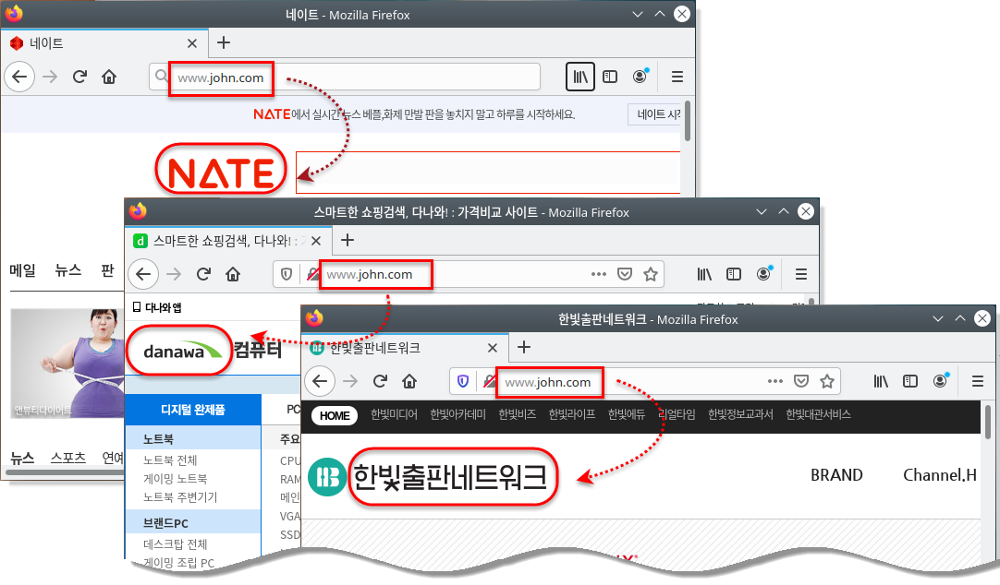 네이트 - Mozilla Firefox
네이트
www.john.com
NATE에서 실시간 뉴스 베플,화제 만발 판을 놓치지 말고 하루를 시작하세요.
네이트 시작
NATE
메일 뉴스 판
앤뷰티다이어트
뉴스 스포츠 연예
스마트한 쇼핑검색, 다나와! : 가격비교 사이트 - Mozilla Firefox
스마트한 쇼핑검색, 다나와! :
www.john.com
다나와 앱
danawa 컴퓨터
디지털 완제품
PC
노트북
주요
노트북 전체
CPU
게이밍 노트북
RAM
노트북 주변기기
메인
브랜드PC
VGA
데스크탑 전체
SSD
게이밍 조립 PC
한빛출판네트워크 - Mozilla Firefox
한빛출판네트워크
www.john.com
HOME 한빛미디어 한빛아카데미 한빛비즈 한빛라이프 한빛에듀 리얼타임 한빛정보교과서 한빛대관서비스
한빛출판네트워크
BRAND Channel.H